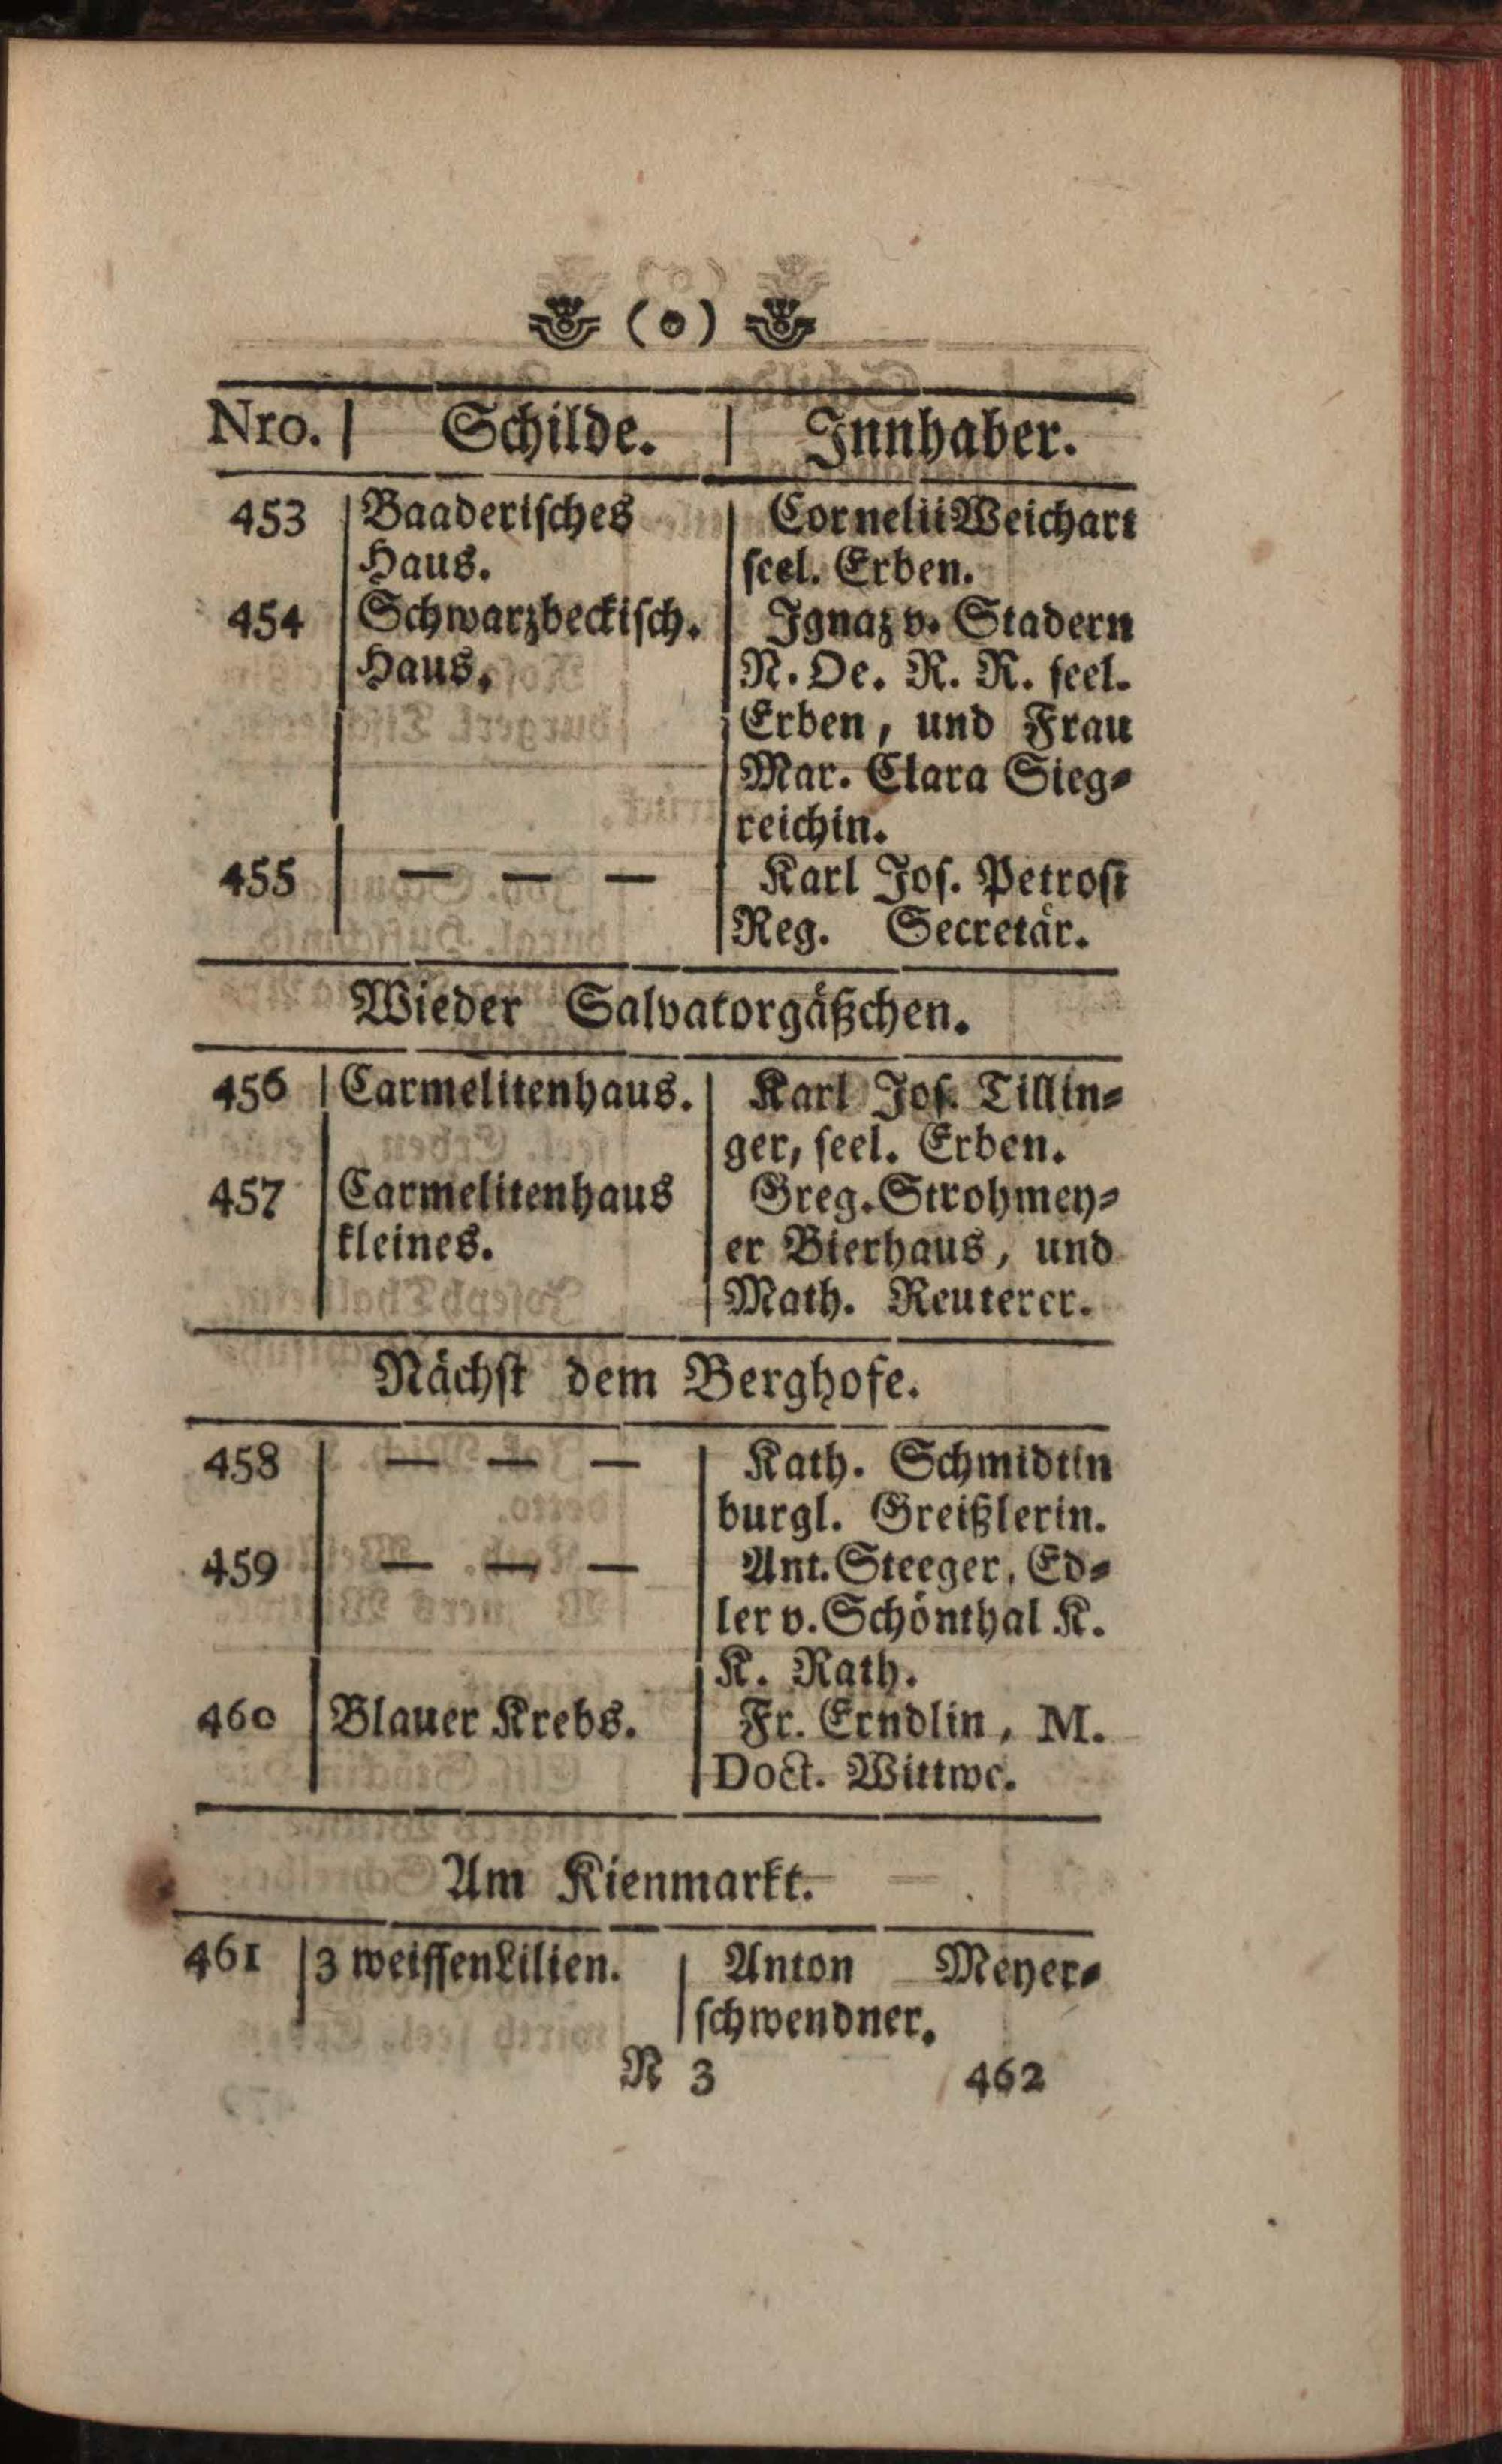 (o)
Nro. | Schilde. | Innhaber.
453 Baaderisches Cornelii Weichart
Haus. seel. Erben.
454 Schwarzbeckisch. Ignaz v. Stadern
Haus. N. Oe. R. R. seel.
Erben, und Frau
Mar. Clara Sieg-
reichin.
455 — — — Karl Jos. Petrost
Reg. Secretär.
Wieder Salvatorgäßchen.
456 Carmelitenhaus. Karl Jos. Tillin-
ger, seel. Erben.
457 Carmelitenhaus Greg. Strohmey-
kleines. er Bierhaus, und
Math. Reuterer.
Nächst dem Berghofe.
458 — — — Kath. Schmidtin
burgl. Greißlerin.
459 — — — Ant. Steeger, Ed-
ler v. Schönthal K.
K. Rath.
460 Blauer Krebs. Fr. Erndlin, M.
Doct. Wittwe.
Am Kienmarkt.
461 3 weissen Lilien. Anton Meyer-
schwendner.
N 3 462